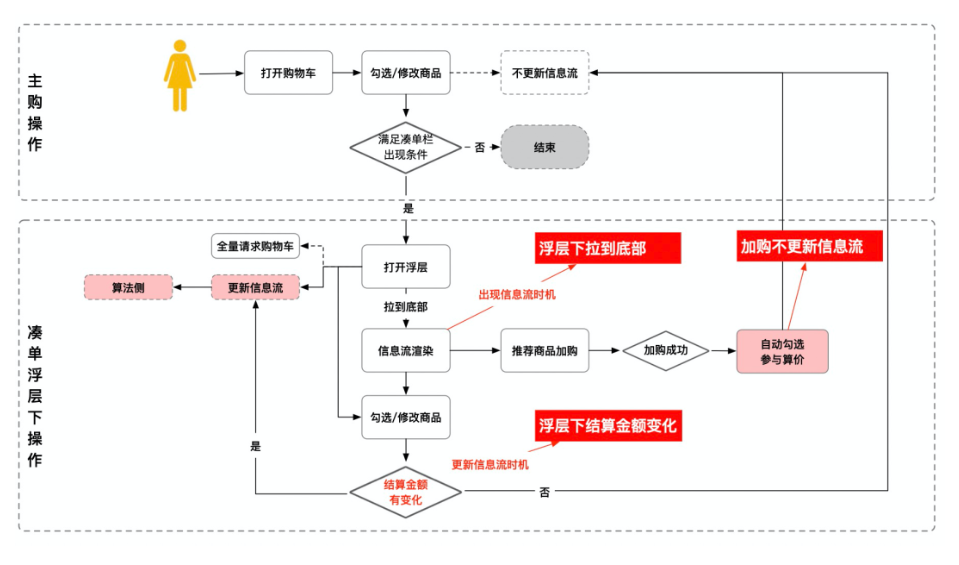 主购操作
打开购物车
勾选/修改商品
不更新信息流
满足凑单栏
出现条件
否
结束
是
凑单浮层下操作
全量请求购物车
打开浮层
浮层下拉到底部
加购不更新信息流
算法侧
更新信息流
拉到底部
出现信息流时机
信息流渲染
推荐商品加购
加购成功
自动勾选
参与算价
勾选/修改商品
浮层下结算金额变化
是
更新信息流时机
结算金额
有变化
否